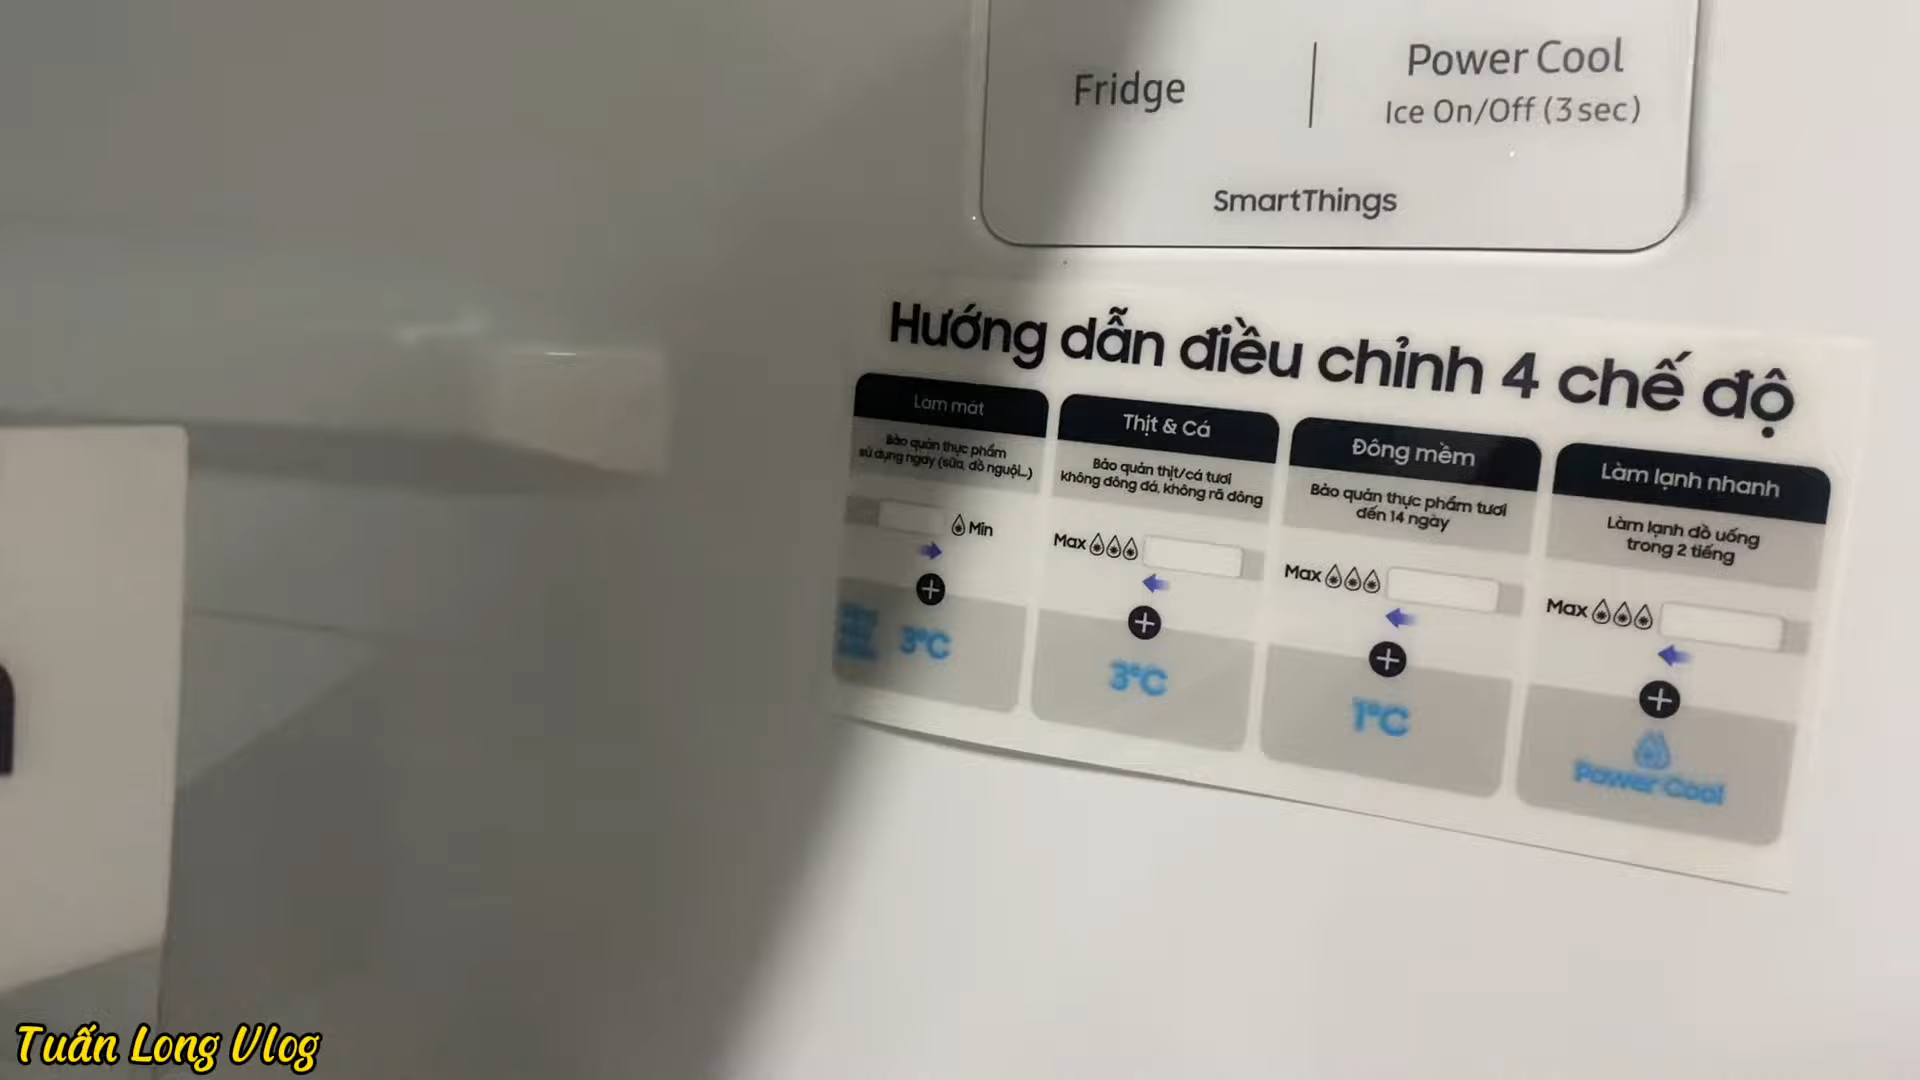 Fridge
Power Cool
Ice On/Off (3 sec)
SmartThings
Hướng dẫn điều chỉnh 4 chế độ
Làm mát
Bảo quản thực phẩm
sử dụng ngay (sữa, đồ nguội...)
Min
3°C
Thịt & Cá
Bảo quản thịt/cá tươi
không đông đá, không rã đông
Max
3°C
Đông mềm
Bảo quản thực phẩm tươi
đến 14 ngày
Max
1°C
Làm lạnh nhanh
Làm lạnh đồ uống
trong 2 tiếng
Max
Power Cool
Tuấn Long Vlog